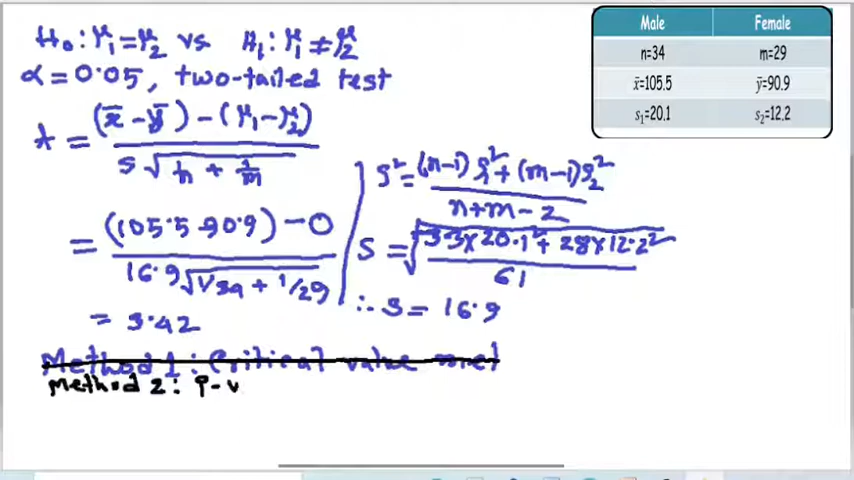 H₀: μ₁=μ₂ vs H₁: μ₁≠μ₂
α=0.05, two-tailed test
t = ((x̄-ȳ)-(μ₁-μ₂))/(s√(1/n + 1/m))
= ((105.5-90.9)-0)/(16.9√(1/34 + 1/29))
= 3.42
s² = ((n-1)s₁²+(m-1)s₂²)/(n+m-2)
S = √((33×20.1²+28×12.2²)/61)
∴ S = 16.9
Method 1: Critical value met
Method 2: P-v
Male Female
n=34 m=29
x̄=105.5 ȳ=90.9
s₁=20.1 s₂=12.2